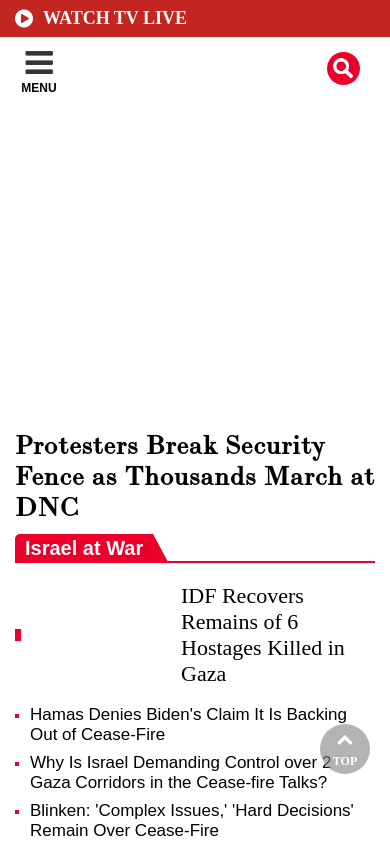 WATCH TV LIVE
MENU
Protesters Break Security
Fence as Thousands March at
DNC
Israel at War
IDF Recovers
Remains of 6
Hostages Killed in
Gaza
Hamas Denies Biden's Claim It Is Backing
Out of Cease-Fire
Why Is Israel Demanding Control over 2
Gaza Corridors in the Cease-fire Talks?
TOP
Blinken: 'Complex Issues,' 'Hard Decisions'
Remain Over Cease-Fire